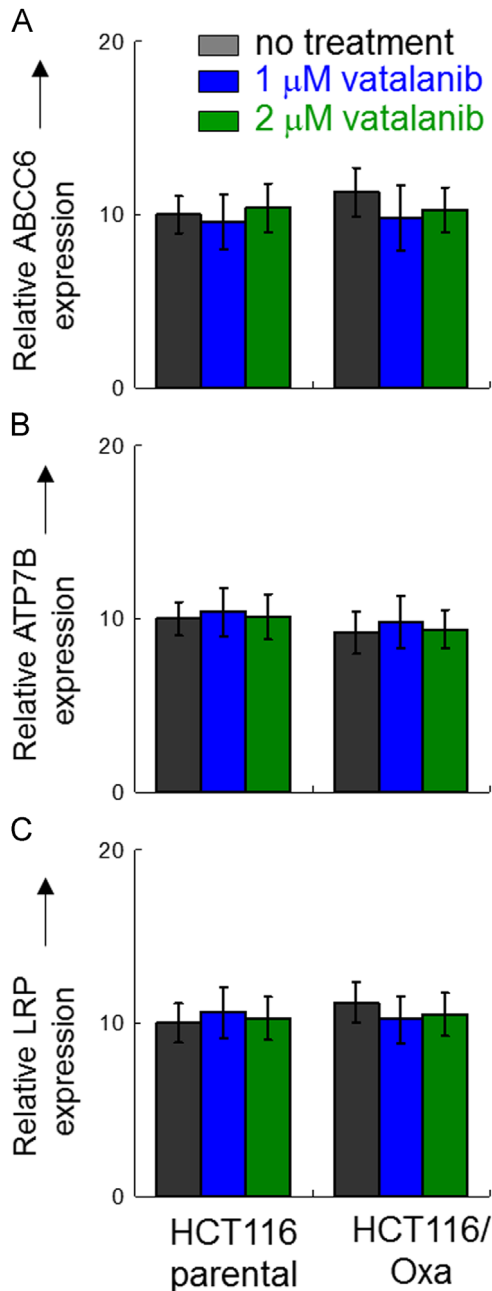 A
20
10
0
Relative ABCC6
expression
no treatment
1 μM vatalanib
2 μM vatalanib
B
20
10
0
Relative ATP7B
expression
C
20
10
0
Relative LRP
expression
HCT116
parental
HCT116/
Oxa